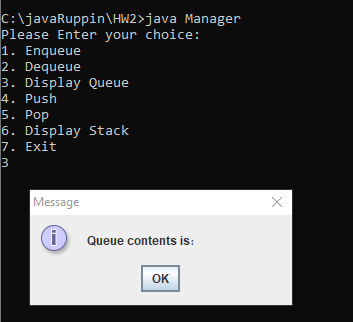 C:\javaRuppin\HW2>java Manager
Please Enter your choice:
1. Enqueue
2. Dequeue
3. Display Queue
4. Push
5. Pop
6. Display Stack
7. Exit
3
Message
Queue contents is:
OK